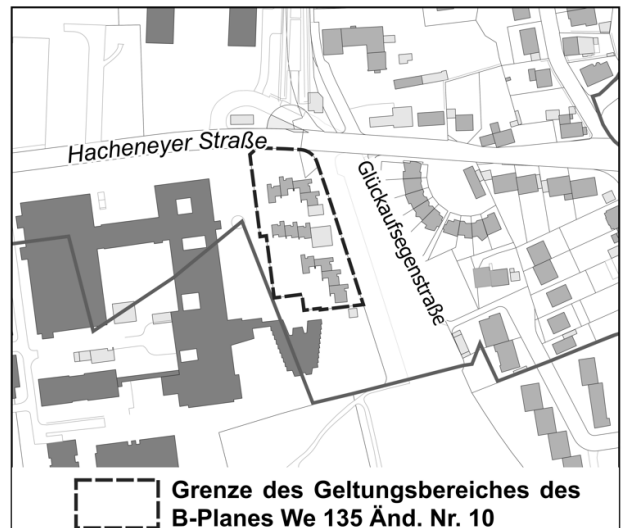 Hacheneyer Straße
Glückaufsegenstraße
Grenze des Geltungsbereiches des
B-Planes We 135 Änd. Nr. 10